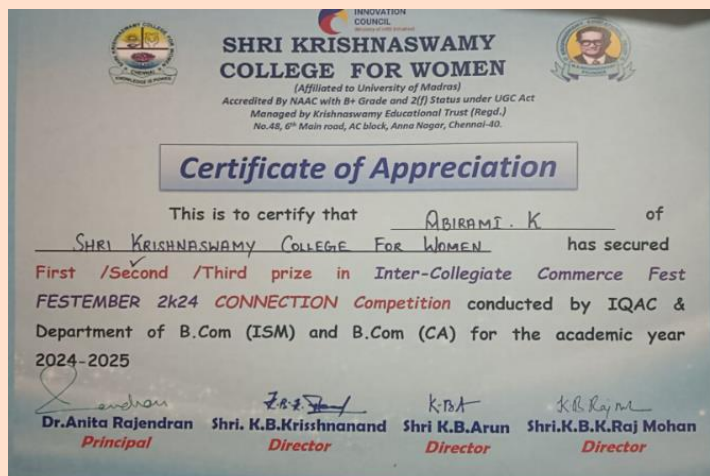 INNOVATION
COUNCIL
SHRI KRISHNASWAMY
COLLEGE FOR WOMEN
(Affiliated to University of Madras)
Accredited By NAAC with B+ Grade and 2(f) Status under UGC Act
Managed by Krishnaswamy Educational Trust (Regd.)
No.48, 6th Main road, AC block, Anna Nagar, Chennai-40.
Certificate of Appreciation
This is to certify that ABIRAMI. K of
SHRI KRISHNASWAMY COLLEGE FOR WOMEN has secured
First /Second /Third prize in Inter-Collegiate Commerce Fest
FESTEMBER 2k24 CONNECTION Competition conducted by IQAC &
Department of B.Com (ISM) and B.Com (CA) for the academic year
2024-2025
Dr.Anita Rajendran Shri. K.B.Krisshnanand Shri K.B.Arun Shri.K.B.K.Raj Mohan
Principal Director Director Director